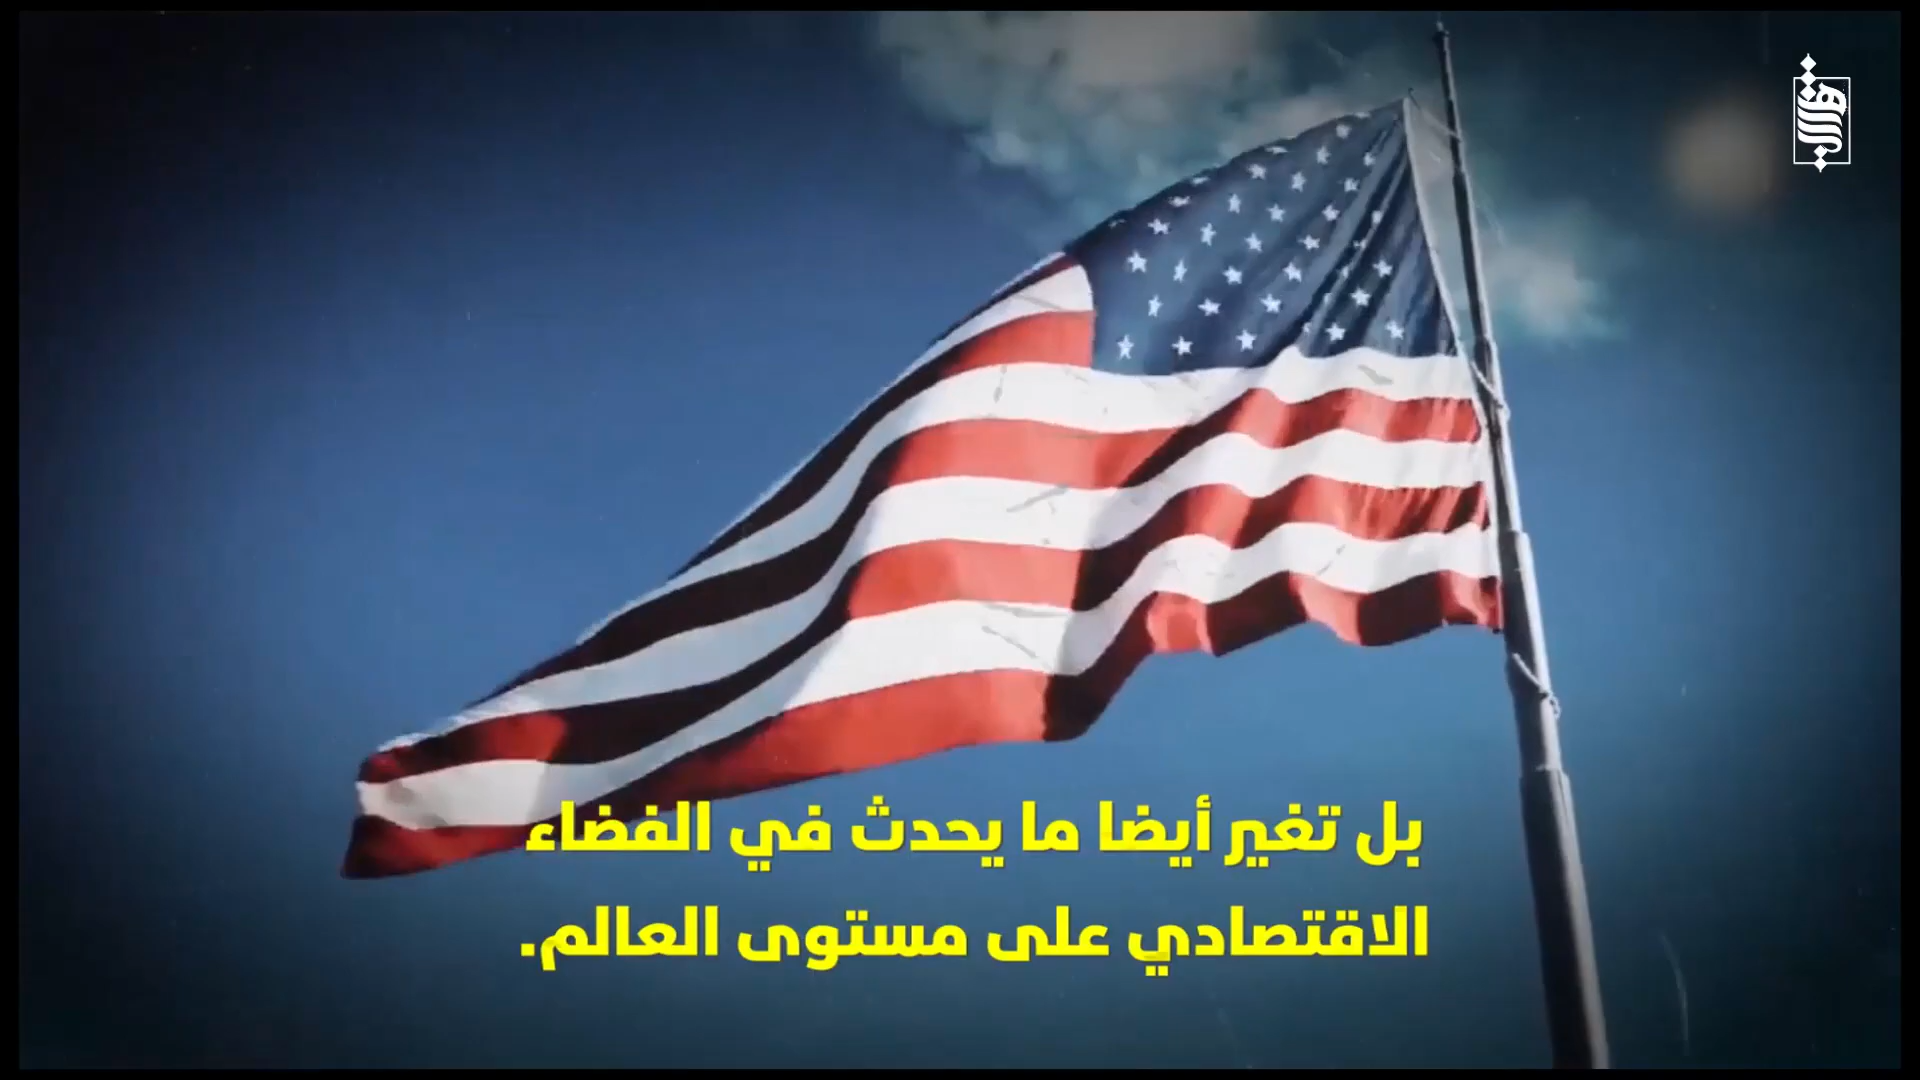 بل تغير أيضا ما يحدث في الفضاء
الاقتصادي على مستوى العالم.